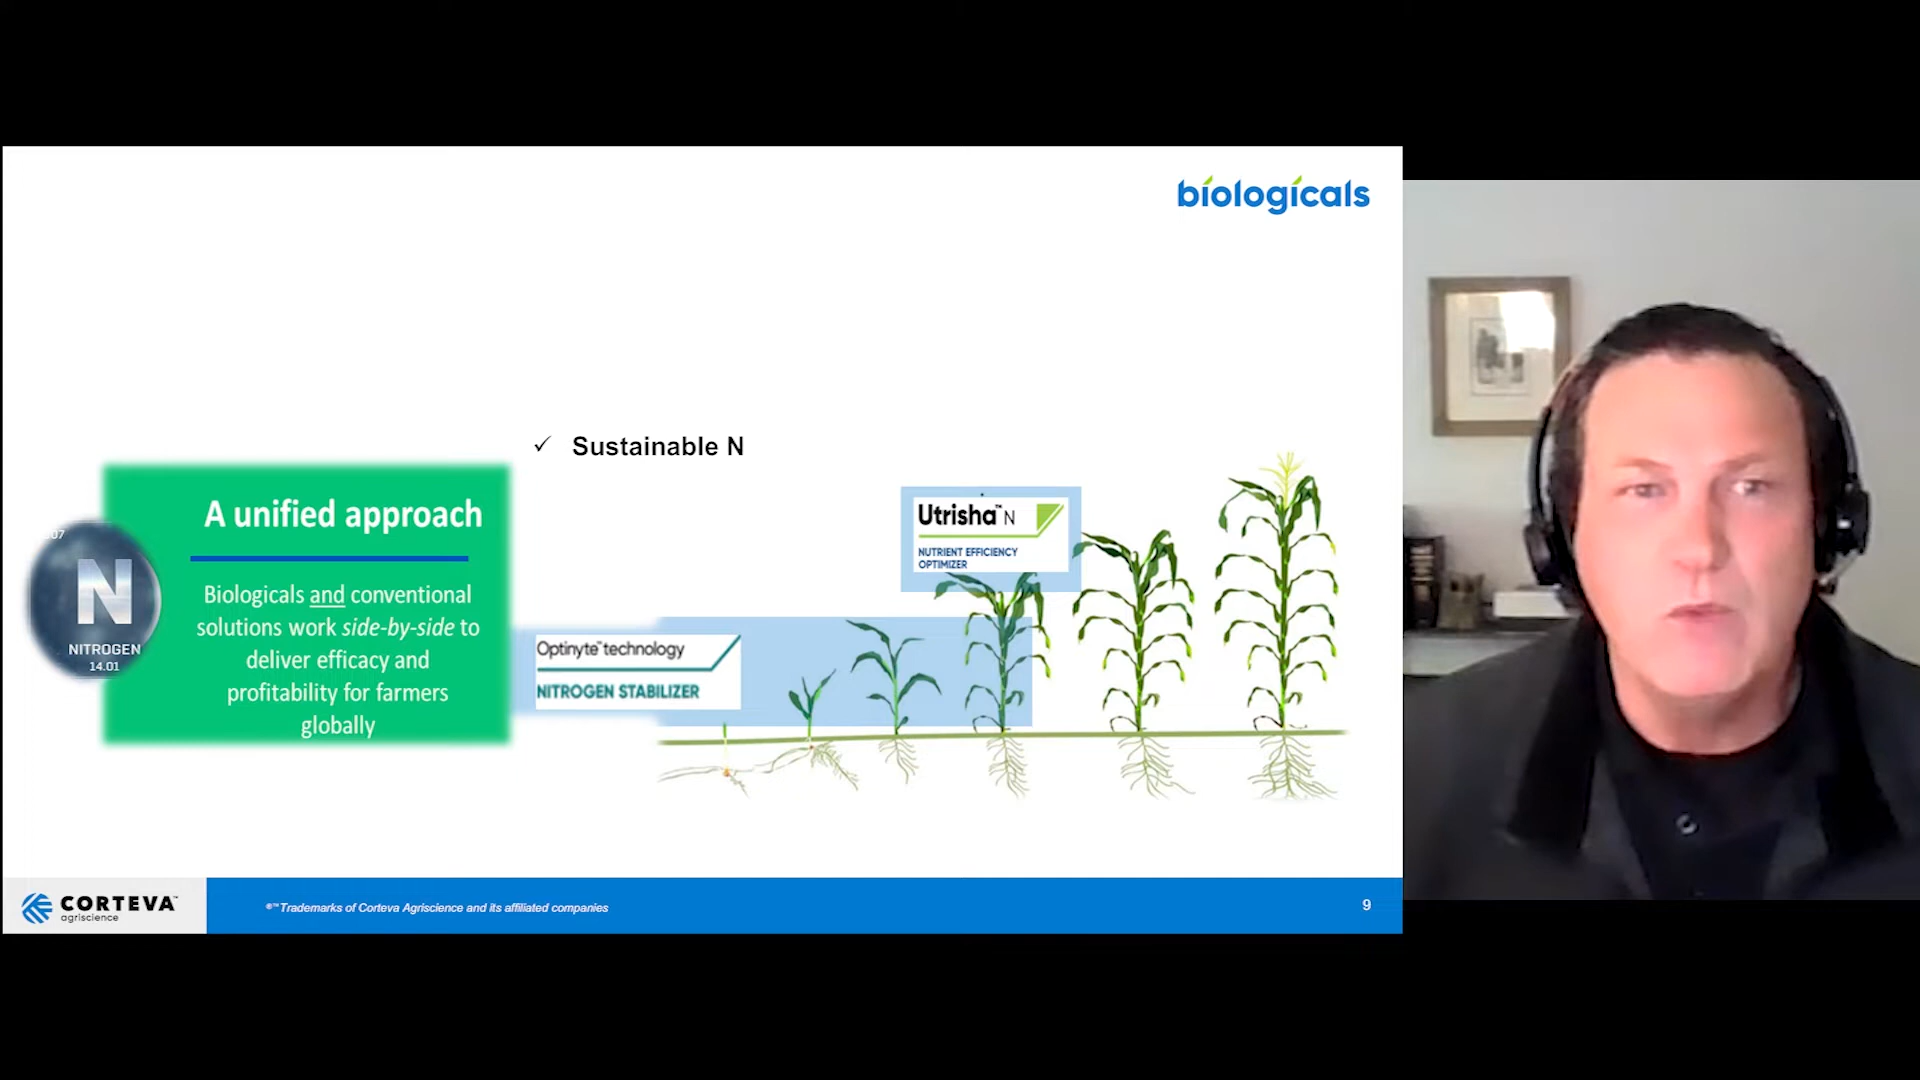 biologicals
✓ Sustainable N
A unified approach
Biologicals and conventional
solutions work side-by-side to
deliver efficacy and
profitability for farmers
globally
07
N
NITROGEN
14.01
Utrisha™ N
NUTRIENT EFFICIENCY
OPTIMIZER
Optinyte™ technology
NITROGEN STABILIZER
CORTEVA™
agriscience
®™ Trademarks of Corteva Agriscience and its affiliated companies
9